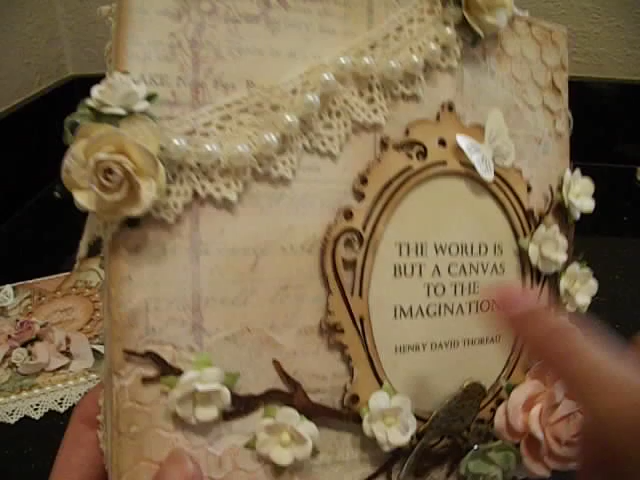 THE WORLD IS
BUT A CANVAS
TO THE
IMAGINATION
HENRY DAVID THOREAU